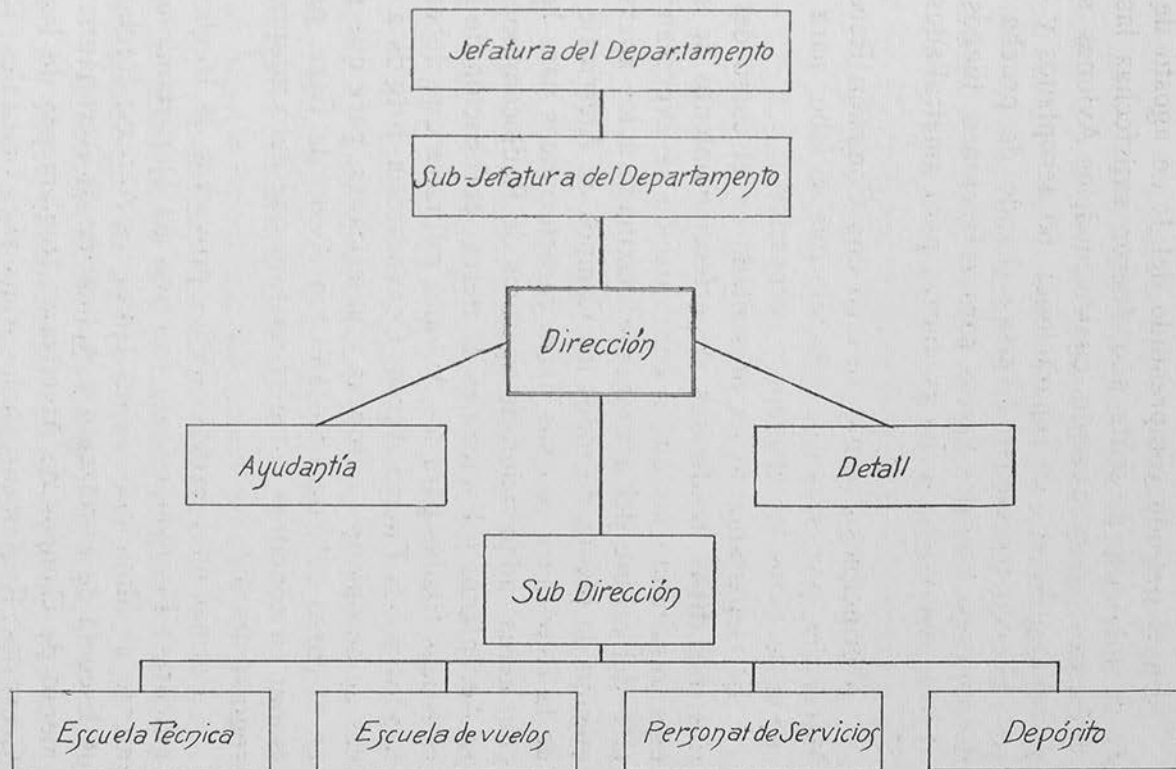 Jefatura del Departamento
Sub-Jefatura del Departamento
Dirección
Ayudantía
Detall
Sub Dirección
Escuela Técnica
Escuela de vuelos
Personal de Servicios
Depósito